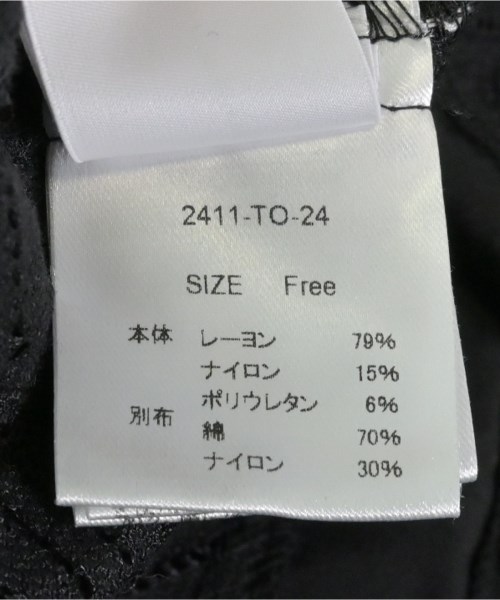 2411-TO-24
SIZE Free
本体 レーヨン 79%
ナイロン 15%
ポリウレタン 6%
別布 綿 70%
ナイロン 30%